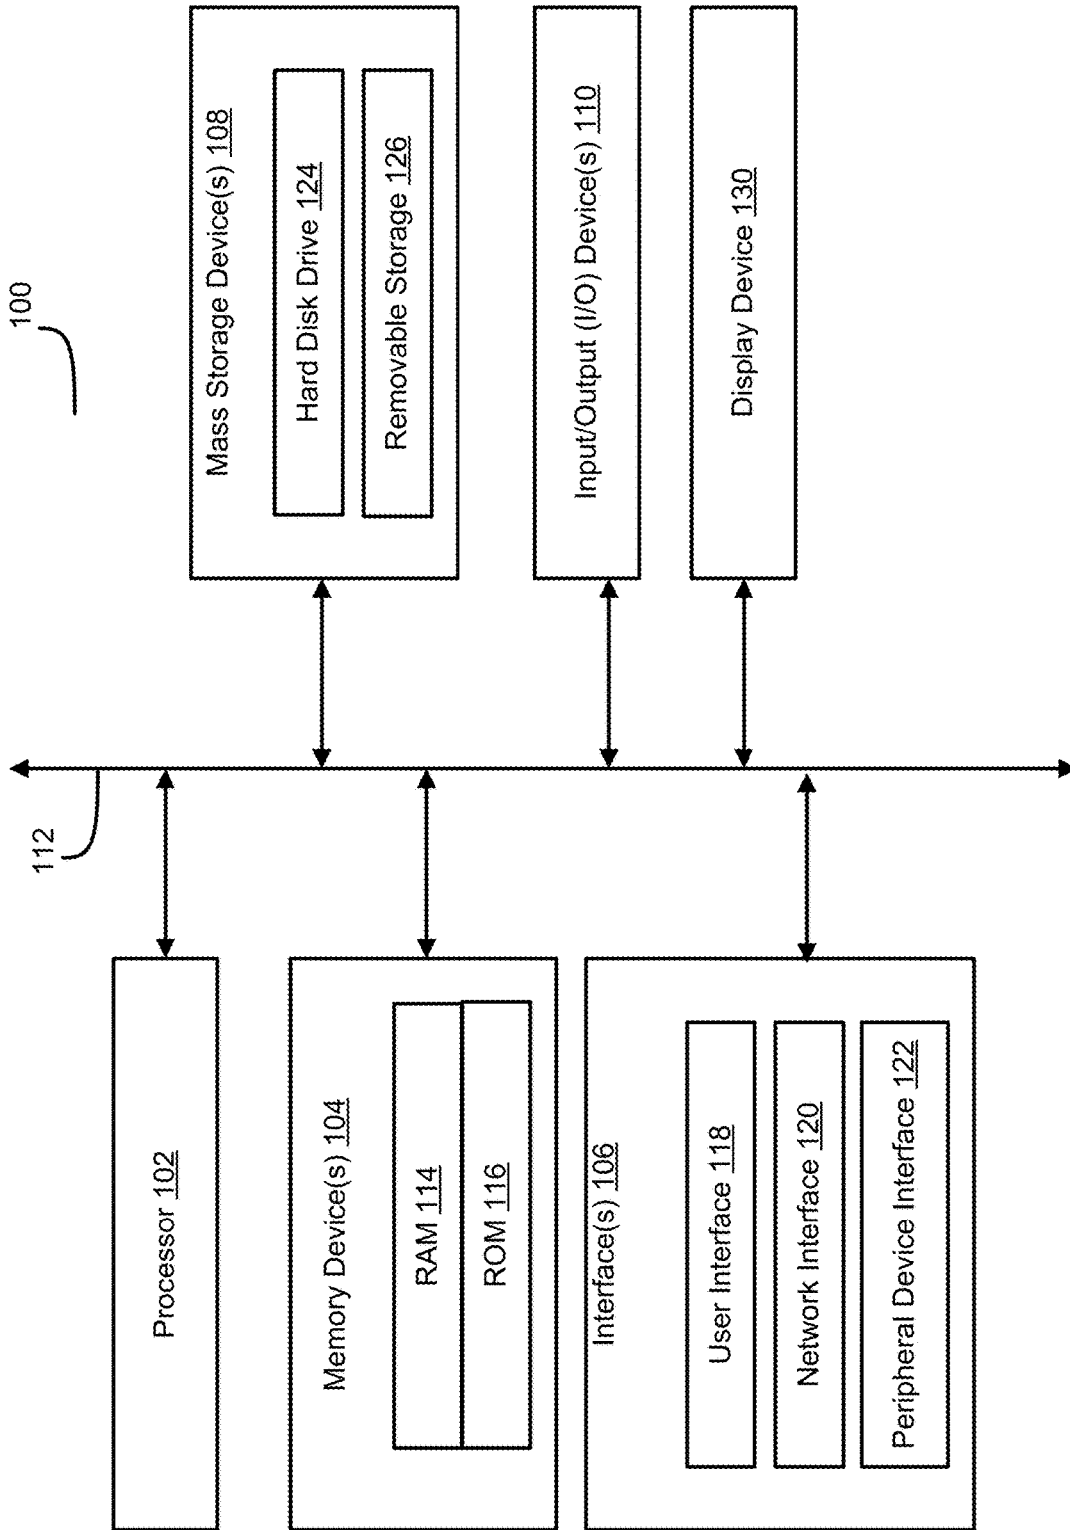 100
112
Processor 102
Memory Device(s) 104
RAM 114
ROM 116
Interface(s) 106
User Interface 118
Network Interface 120
Peripheral Device Interface 122
Mass Storage Device(s) 108
Hard Disk Drive 124
Removable Storage 126
Input/Output (I/O) Device(s) 110
Display Device 130